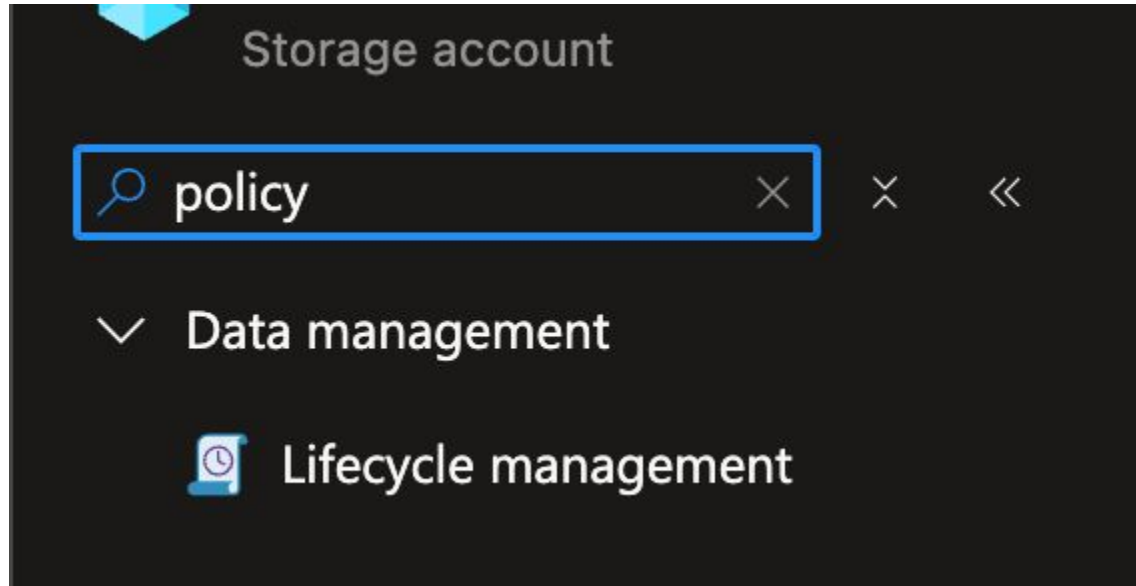 Storage account
policy
Data management
Lifecycle management